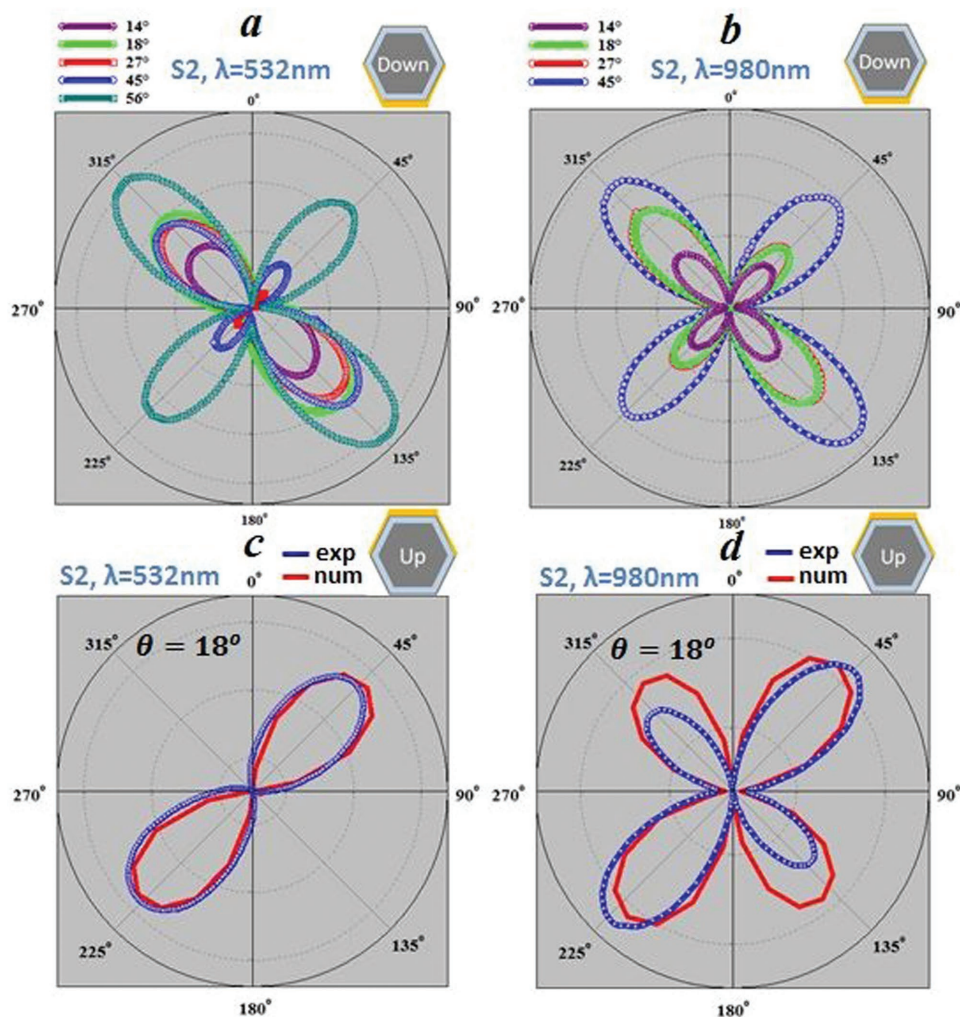 a
14°
18°
27°
45°
56°
S2, λ=532nm
Down
0°
45°
90°
135°
180°
225°
270°
315°
b
14°
18°
27°
45°
S2, λ=980nm
Down
0°
45°
90°
135°
180°
225°
270°
315°
c
exp
num
Up
S2, λ=532nm
θ = 18°
0°
45°
90°
135°
180°
225°
270°
315°
d
exp
num
Up
S2, λ=980nm
θ = 18°
0°
45°
90°
135°
180°
225°
270°
315°